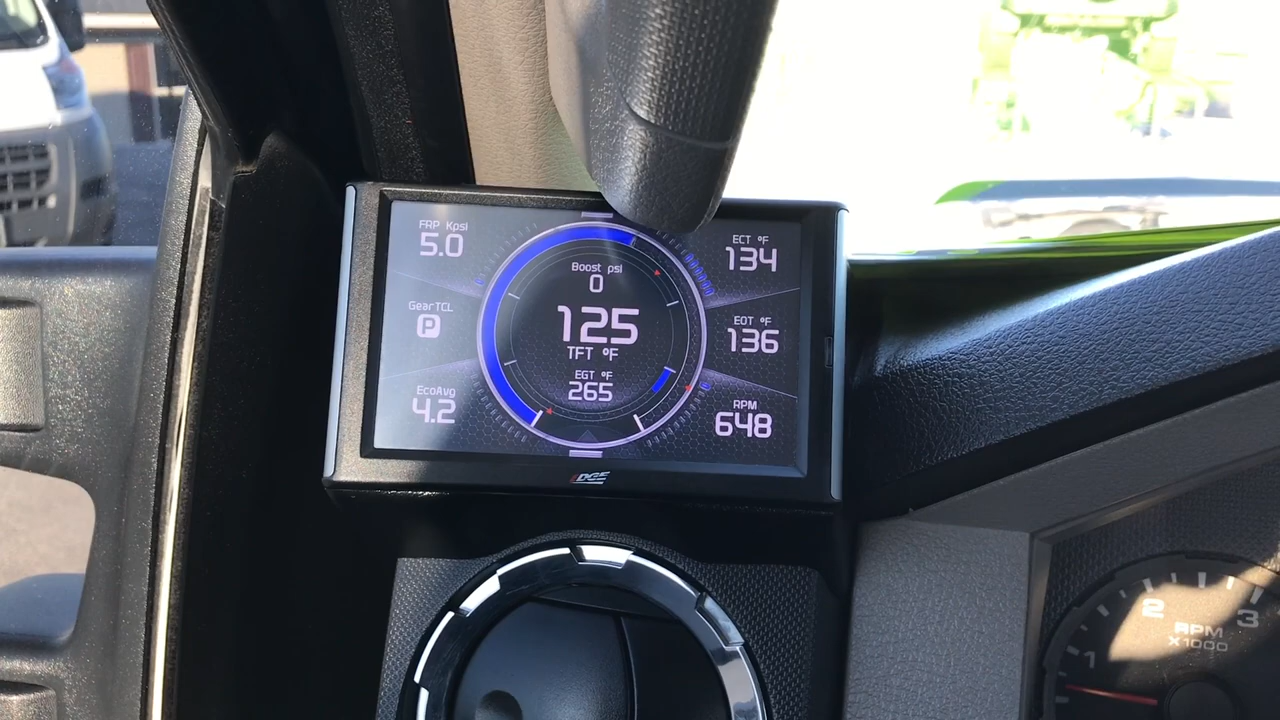 FRP Kpsi
5.0
GearTCL
P
EcoAvg
4.2
Boost psi
0
125
TFT °F
EGT °F
265
ECT °F
134
EOT °F
136
RPM
648
EDGE
1
2
3
RPM
X1000